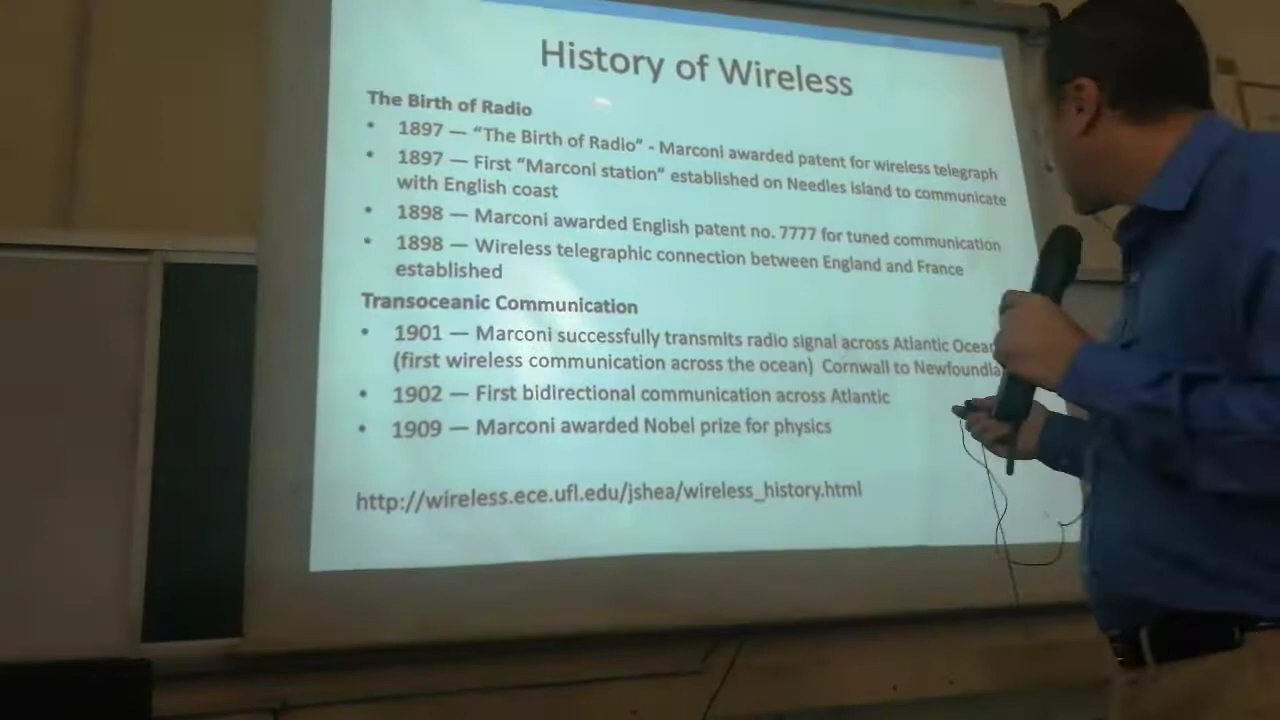 History of Wireless
The Birth of Radio
• 1897 — “The Birth of Radio” - Marconi awarded patent for wireless telegraph
• 1897 — First “Marconi station” established on Needles island to communicate
with English coast
• 1898 — Marconi awarded English patent no. 7777 for tuned communication
• 1898 — Wireless telegraphic connection between England and France
established
Transoceanic Communication
• 1901 — Marconi successfully transmits radio signal across Atlantic
(first wireless communication across the ocean) Cornwall to
• 1902 — First bidirectional communication across Atlantic
• 1909 — Marconi awarded Nobel prize for physics
http://wireless.ece.ufl.edu/jshea/wireless_history.html